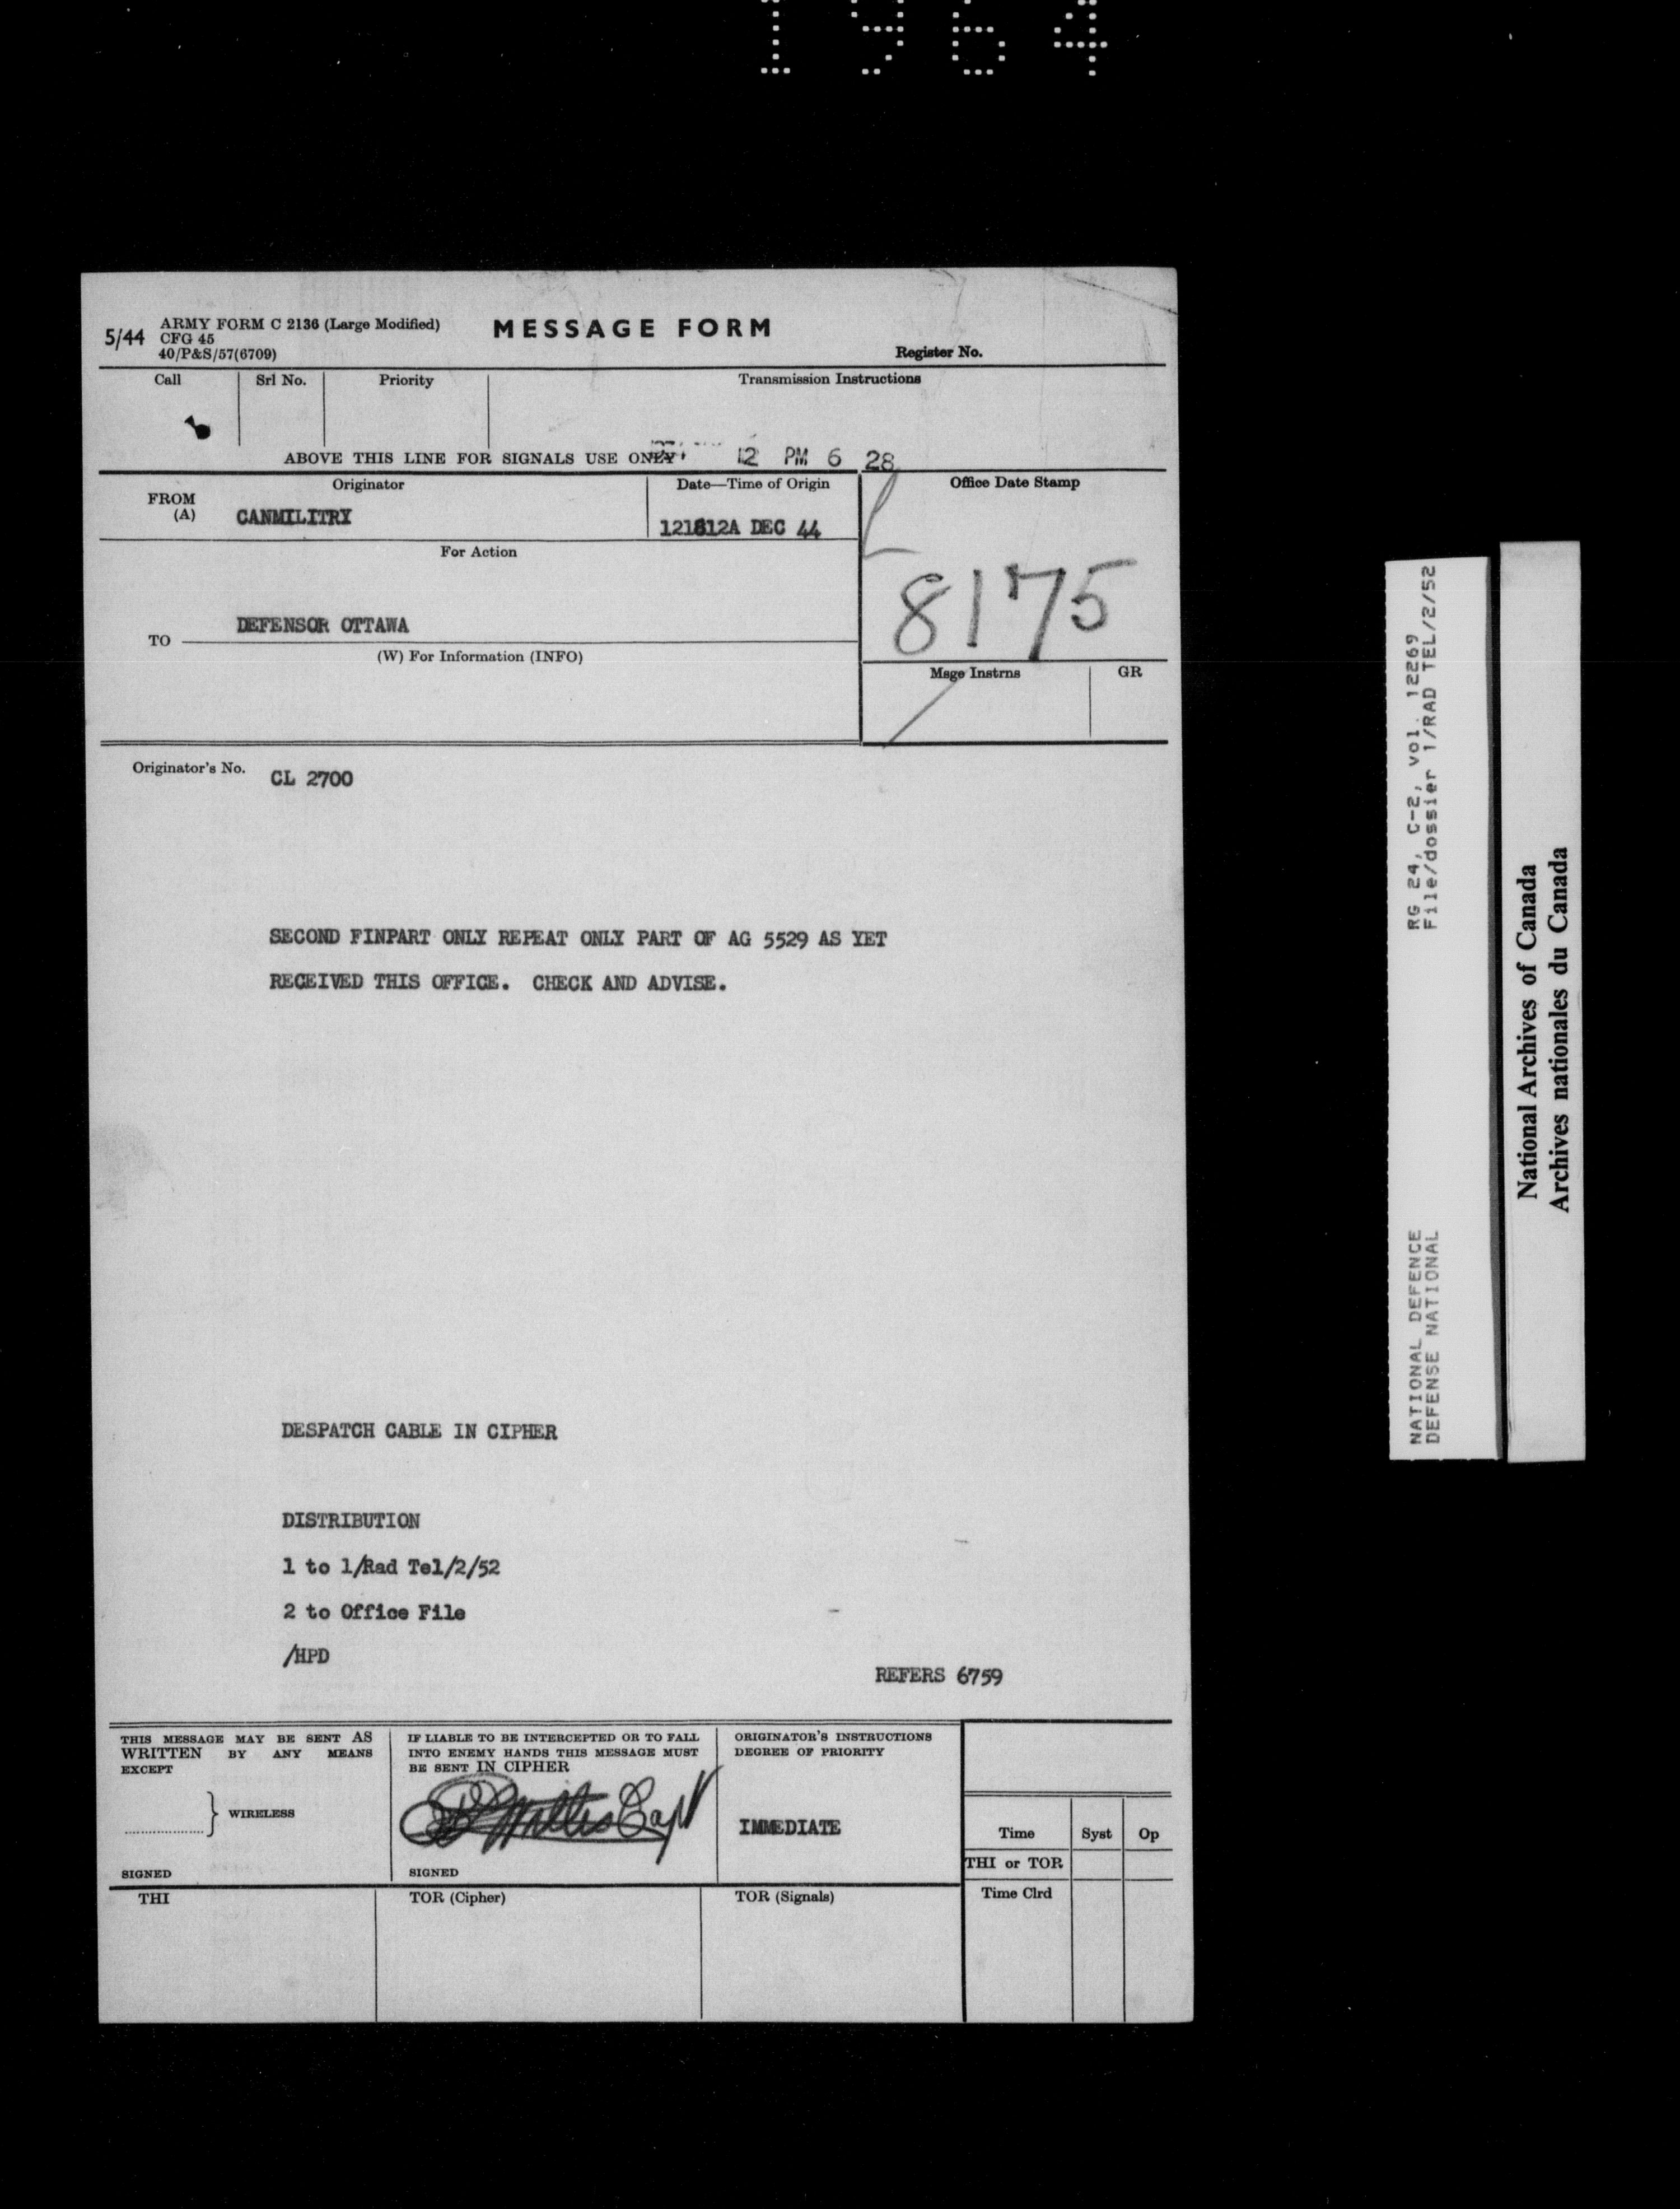 1964
5/44 ARMY FORM C 2136 (Large Modified)
CFG 45
40/P&S/57(6709)
MESSAGE FORM
Register No.
Call Srl No. Priority Transmission Instructions
ABOVE THIS LINE FOR SIGNALS USE ONLY
12 PM 6 28
Originator Date—Time of Origin Office Date Stamp
FROM
(A) CANMILITRY 121812A DEC 44
For Action
8175
DEFENSOR OTTAWA
TO
(W) For Information (INFO)
Msge Instrns GR
Originator's No. CL 2700
SECOND FINPART ONLY REPEAT ONLY PART OF AG 5529 AS YET
RECEIVED THIS OFFICE. CHECK AND ADVISE.
DESPATCH CABLE IN CIPHER
DISTRIBUTION
1 to 1/Rad Tel/2/52
2 to Office File
/HPD
REFERS 6759
THIS MESSAGE MAY BE SENT AS
WRITTEN BY ANY MEANS
EXCEPT
WIRELESS
SIGNED
IF LIABLE TO BE INTERCEPTED OR TO FALL
INTO ENEMY HANDS THIS MESSAGE MUST
BE SENT IN CIPHER
Capt
SIGNED
ORIGINATOR'S INSTRUCTIONS
DEGREE OF PRIORITY
IMMEDIATE
Time Syst Op
THI or TOR
Time Clrd
THI TOR (Cipher) TOR (Signals)
NATIONAL DEFENCE RG 24, C-2, vol. 12269
DEFENSE NATIONAL File/dossier 1/RAD TEL/2/52
National Archives of Canada
Archives nationales du Canada